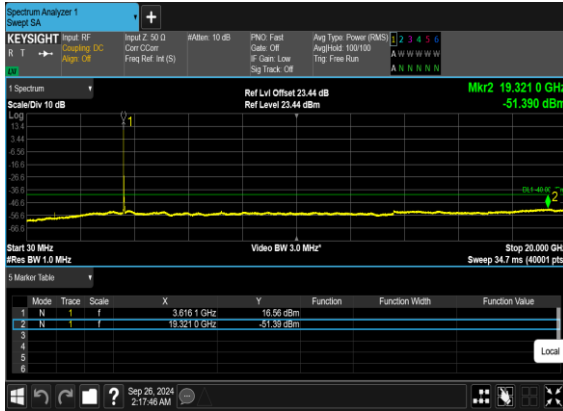 Spectrum Analyzer 1
Swept SA
+
KEYSIGHT Input: RF Input Z: 50 Ω #Atten: 10 dB PNO: Fast Avg Type: Power (RMS) 1 2 3 4 5 6
R T Coupling: DC Corr CCorr Gate: Off Avg|Hold: 100/100 A W W W W W
Align: Off Freq Ref: Int (S) IF Gain: Low Trig: Free Run
Sig Track: Off A N N N N N
1 Spectrum Ref Lvl Offset 23.44 dB Mkr2 19.321 0 GHz
Scale/Div 10 dB Ref Level 23.44 dBm -51.390 dBm
Log
1
13.4
3.44
-6.56
-16.6
-26.6
-36.6
2
-46.6
-56.6
-66.6
Start 30 MHz Video BW 3.0 MHz* Stop 20.000 GHz
#Res BW 1.0 MHz Sweep 34.7 ms (40001 pts)
5 Marker Table
Mode Trace Scale X Y Function Function Width Function Value
1 N 1 f 3.616 1 GHz 16.56 dBm
2 N 1 f 19.321 0 GHz -51.39 dBm
3
4
5
6
Local
? Sep 26, 2024
2:17:46 AM